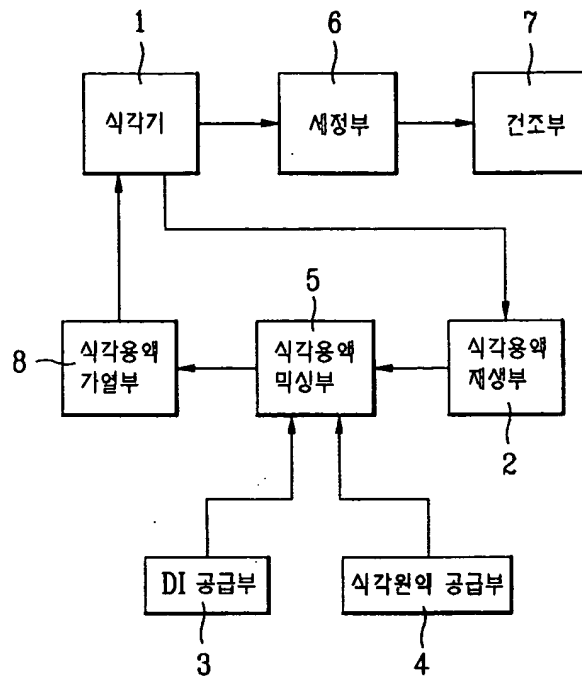 1
6
7
식각기
세정부
건조부
5
8
식각용액
가열부
식각용액
믹싱부
식각용액
재생부
2
DI 공급부
식각원액 공급부
3
4